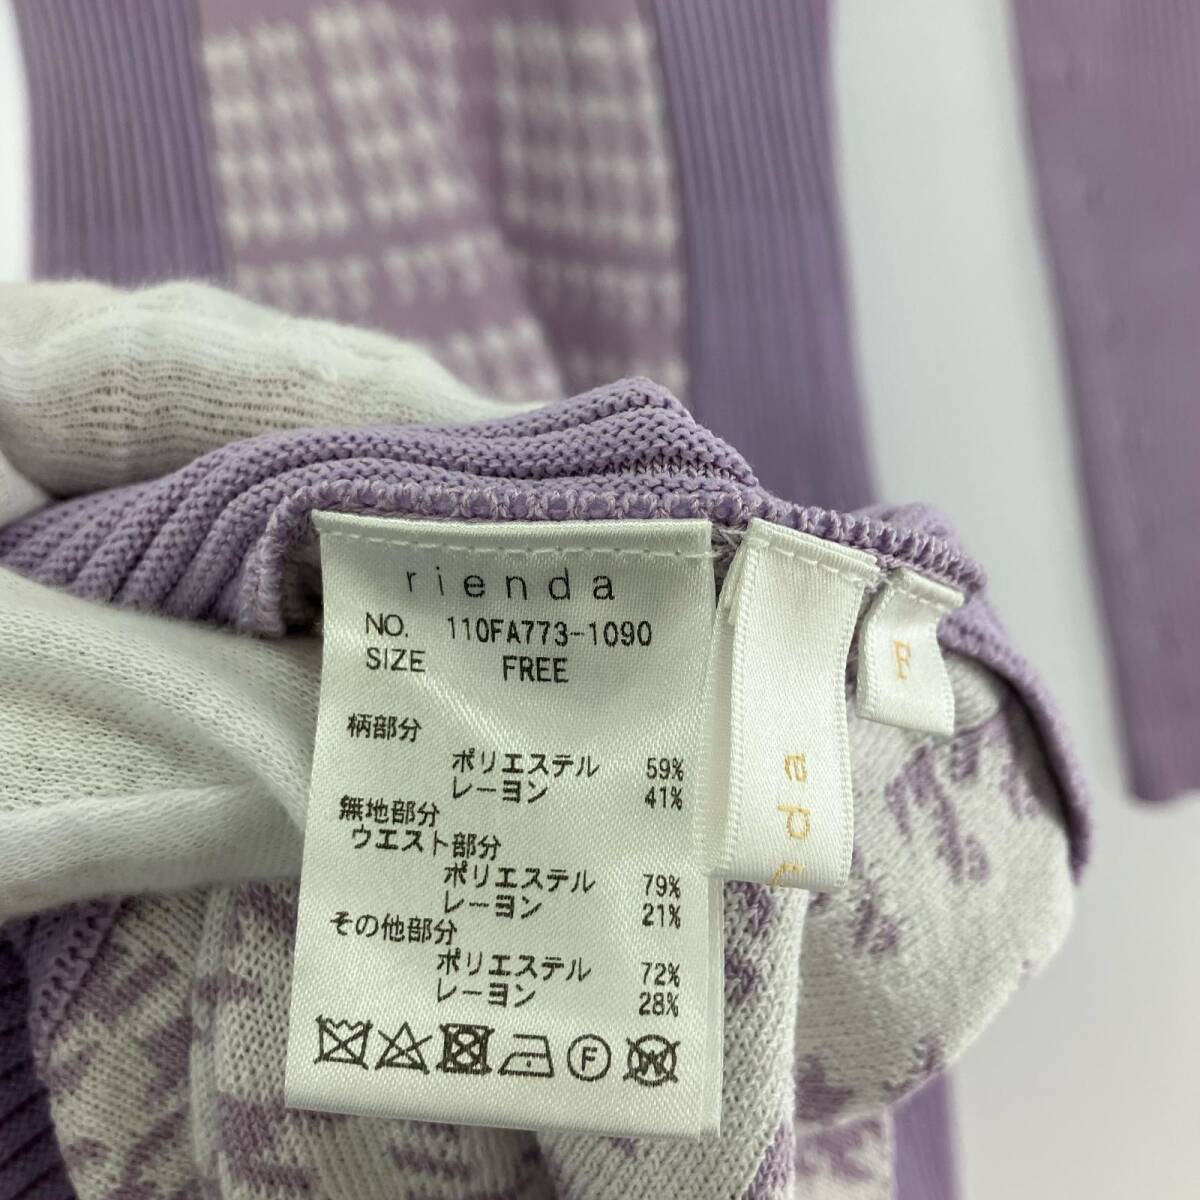 rienda
NO. 110FA773-1090
SIZE FREE
柄部分
ポリエステル 59%
レーヨン 41%
無地部分
ウエスト部分
ポリエステル 79%
レーヨン 21%
その他部分
ポリエステル 72%
レーヨン 28%
F W
F